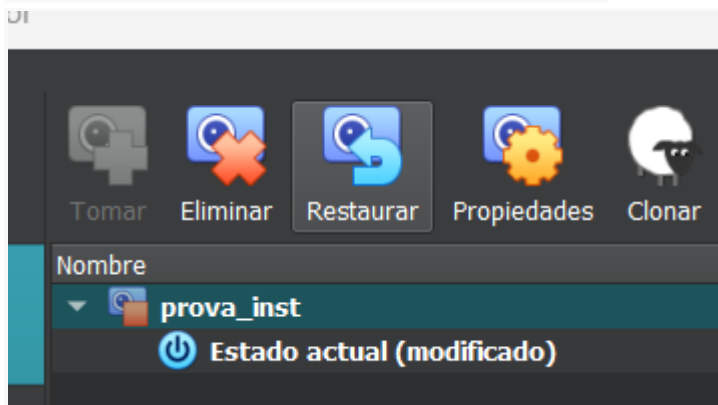 Tomar Eliminar Restaurar Propiedades Clonar
Nombre
prova_inst
Estado actual (modificado)